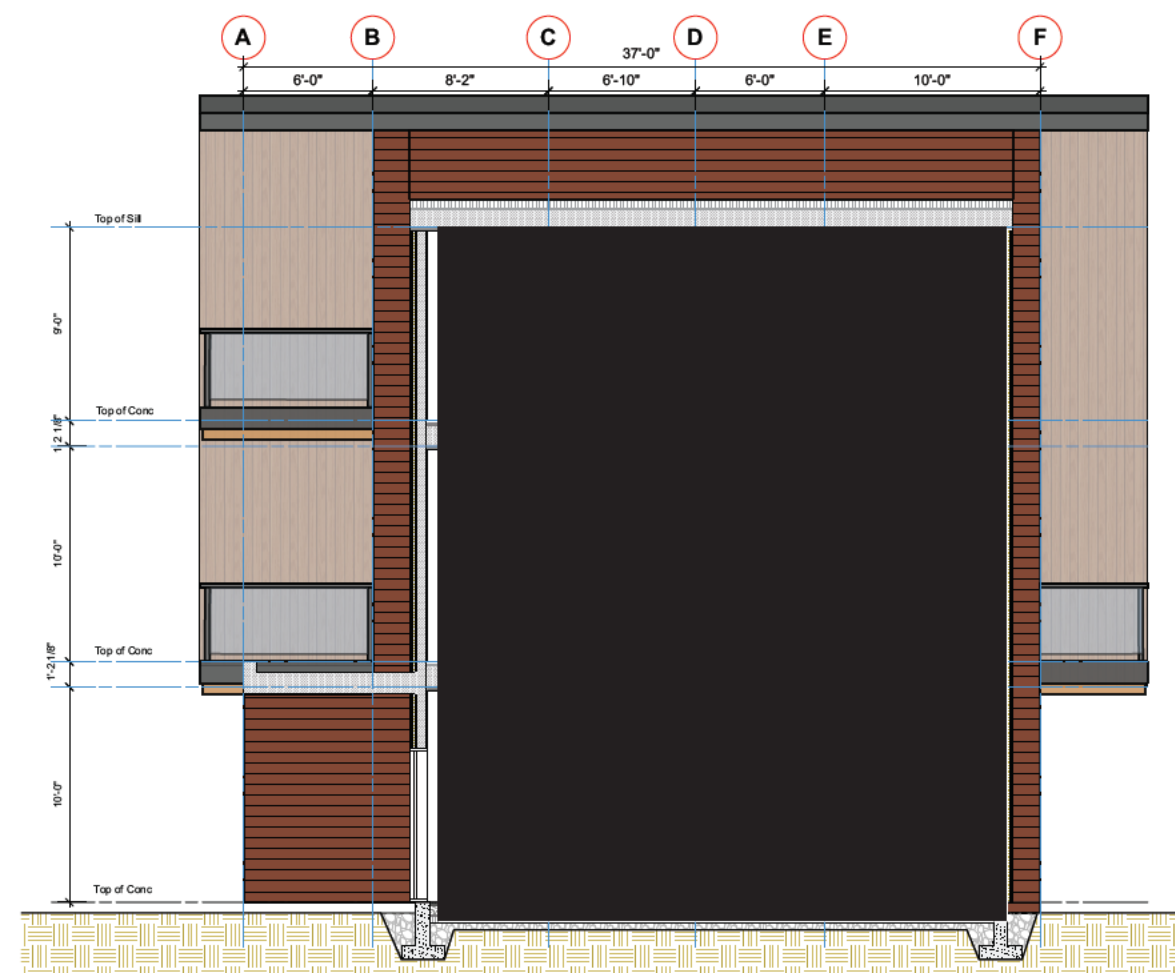 A B C D E F
37'-0"
6'-0" 8'-2" 6'-10" 6'-0" 10'-0"
Top of Sill
9'-0"
Top of Conc
1'-2 1/8"
10'-0"
Top of Conc
1'-2 1/8"
10'-0"
Top of Conc